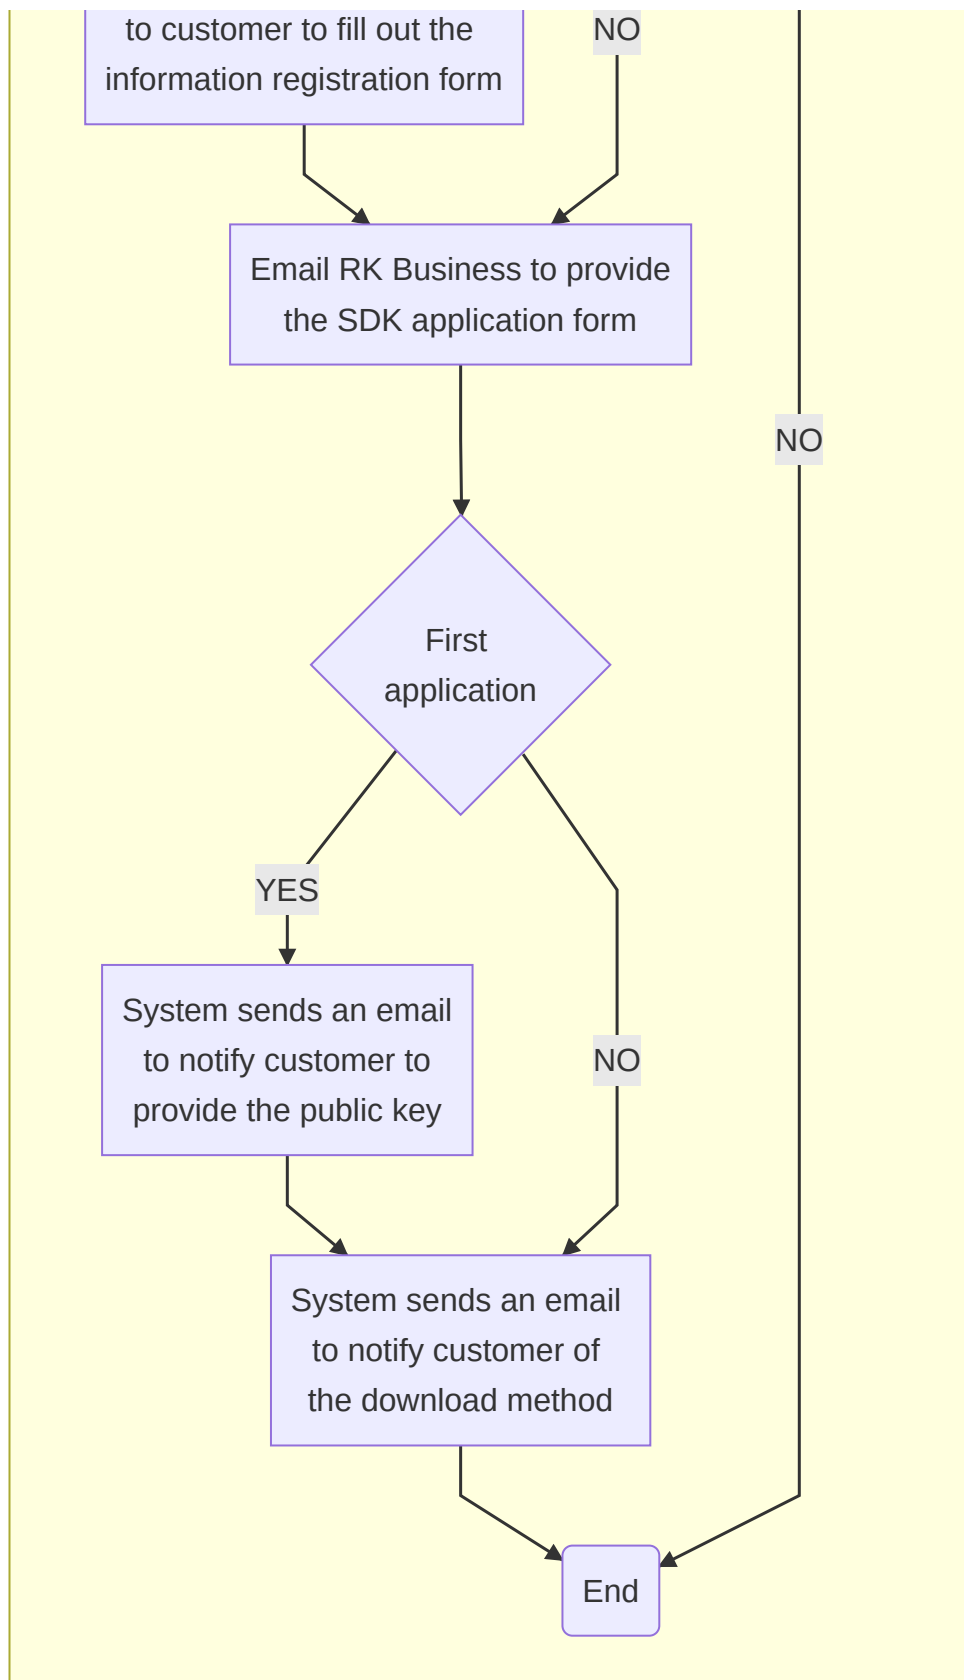 to customer to fill out the
information registration form
NO
Email RK Business to provide
the SDK application form
NO
First
application
YES
System sends an email
to notify customer to
provide the public key
NO
System sends an email
to notify customer of
the download method
End